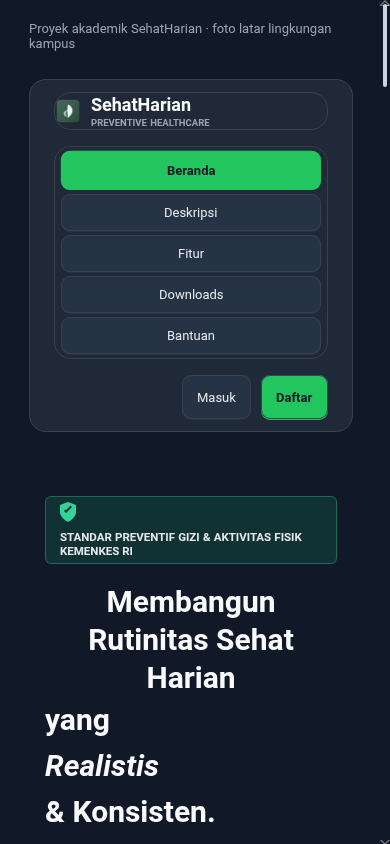 Proyek akademik SehatHarian · foto latar lingkungan
kampus
SehatHarian
PREVENTIVE HEALTHCARE
Beranda
Deskripsi
Fitur
Downloads
Bantuan
Masuk
Daftar
STANDAR PREVENTIF GIZI & AKTIVITAS FISIK
KEMENKES RI
Membangun
Rutinitas Sehat
Harian
yang
Realistis
& Konsisten.